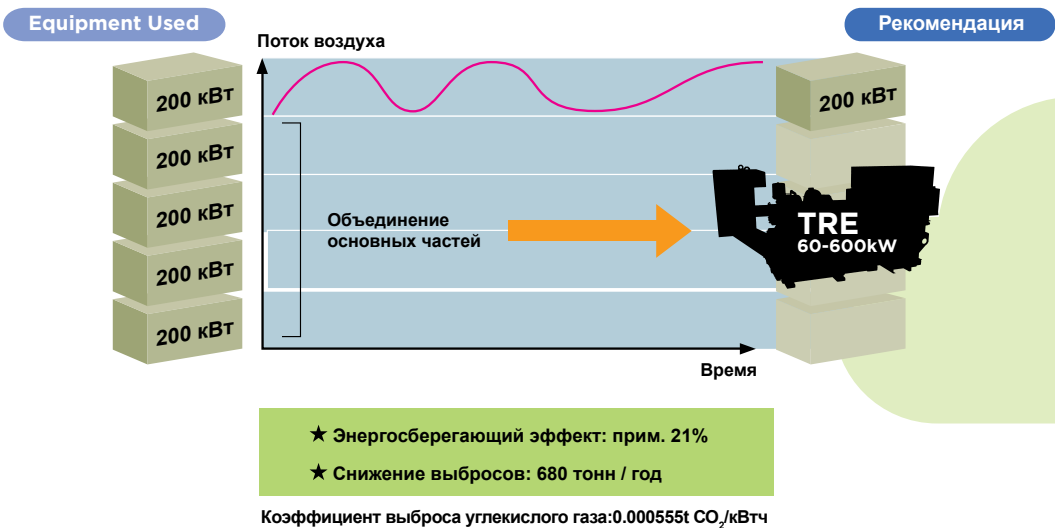 Equipment Used
Рекомендация
Поток воздуха
200 кВт
200 кВт
200 кВт
200 кВт
200 кВт
200 кВт
Объединение
основных частей
TRE
60-600kW
Время
★ Энергосберегающий эффект: прим. 21%
★ Снижение выбросов: 680 тонн / год
Коэффициент выброса углекислого газа:0.000555t CO₂/кВтч